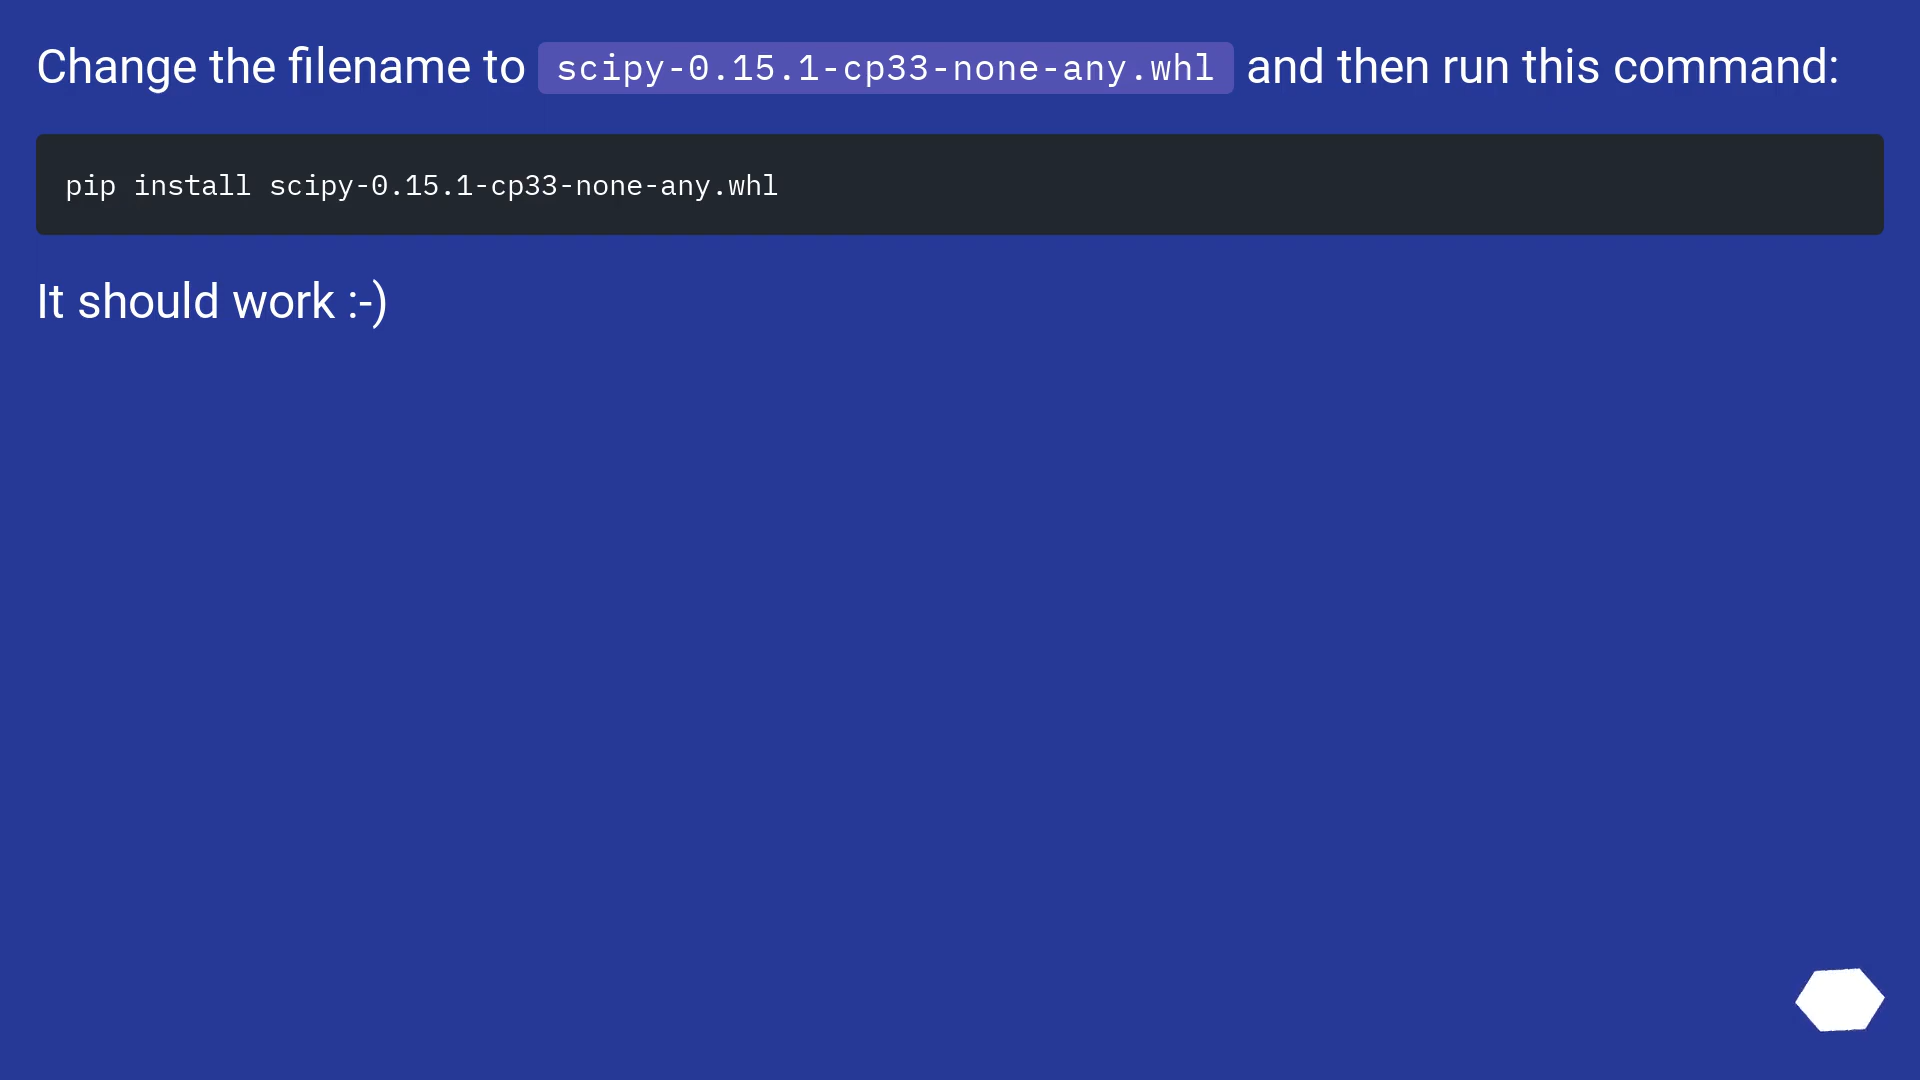 Change the filename to scipy-0.15.1-cp33-none-any.whl and then run this command:
pip install scipy-0.15.1-cp33-none-any.whl
It should work :-)